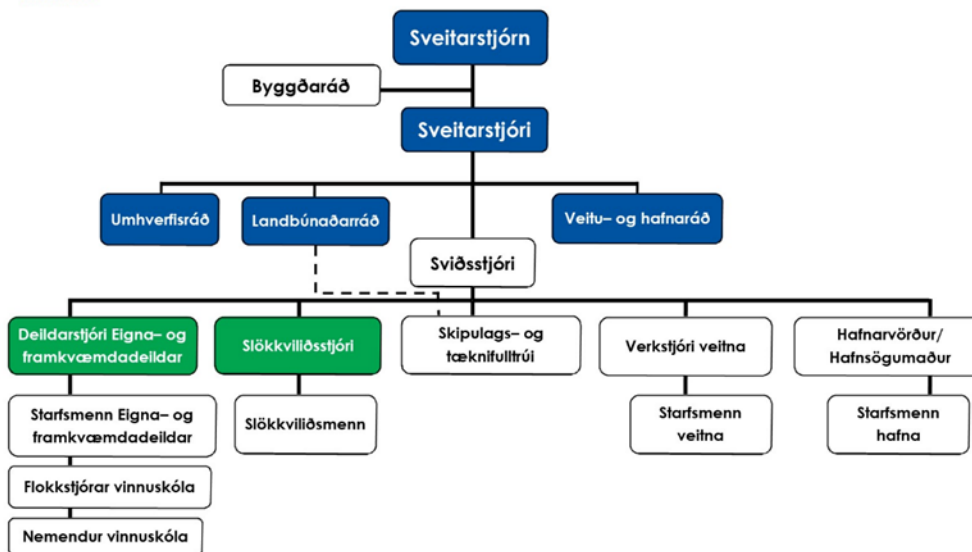 Sveitarstjórn
Byggðaráð
Sveitarstjóri
Umhverfisráð
Landbúnaðarráð
Veitu– og hafnaráð
Sviðsstjóri
Deildarstjóri Eigna– og
framkvæmdadeildar
Slökkviliðsstjóri
Skipulags– og
tæknifulltrúi
Verkstjóri veitna
Hafnarvörður/
Hafnsögumaður
Starfsmenn Eigna– og
framkvæmdadeildar
Slökkviliðsmenn
Starfsmenn
veitna
Starfsmenn
hafna
Flokkstjórar vinnuskóla
Nemendur vinnuskóla